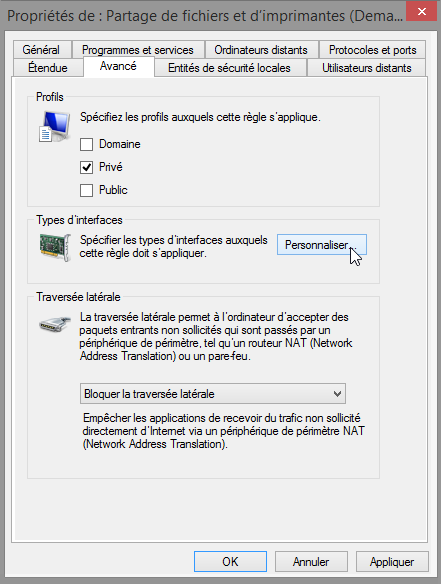 Propriétés de : Partage de fichiers et d'imprimantes (Dema...
Général Programmes et services Ordinateurs distants Protocoles et ports
Étendue Avancé Entités de sécurité locales Utilisateurs distants
Profils
Spécifiez les profils auxquels cette règle s'applique.
Domaine
Privé
Public
Types d'interfaces
Spécifier les types d'interfaces auxquels
cette règle doit s'appliquer.
Personnaliser...
Traversée latérale
La traversée latérale permet à l'ordinateur d'accepter des
paquets entrants non sollicités qui sont passés par un
périphérique de périmètre, tel qu'un routeur NAT (Network
Address Translation) ou un pare-feu.
Bloquer la traversée latérale
Empêcher les applications de recevoir du trafic non sollicité
directement d'Internet via un périphérique de périmètre NAT
(Network Address Translation).
OK Annuler Appliquer